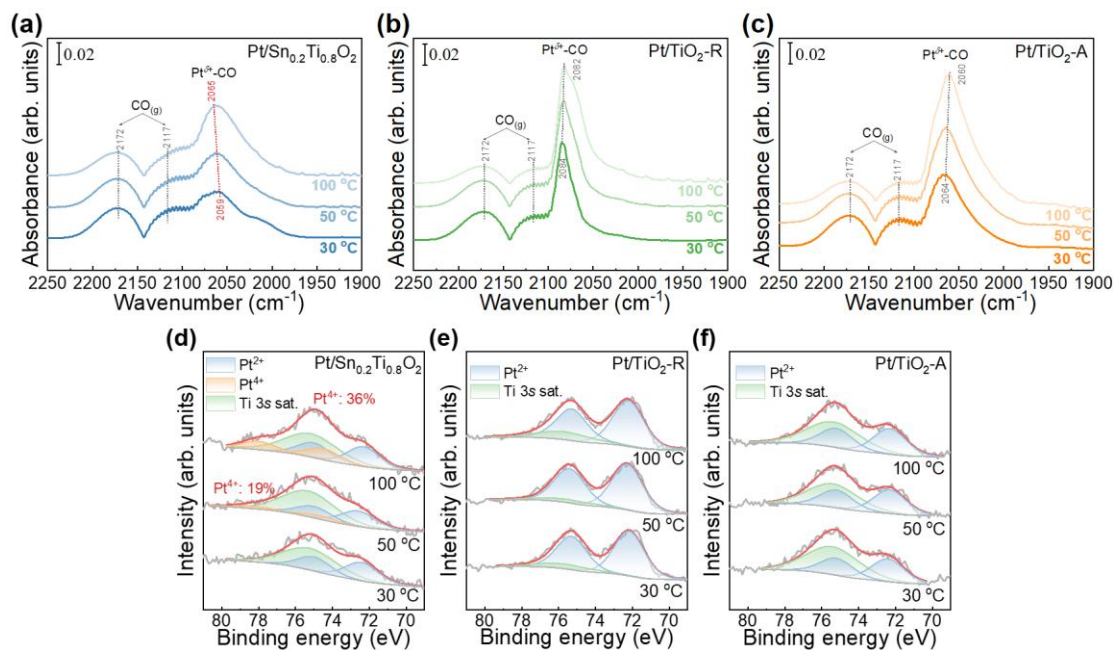 (a)
0.02
Pt/Sn0.2Ti0.8O2
Ptδ+-CO
2065
CO(g)
2172
2117
100 °C
50 °C
2059
30 °C
Absorbance (arb. units)
2250 2200 2150 2100 2050 2000 1950 1900
Wavenumber (cm-1)
(b)
0.02
Pt/TiO2-R
Ptδ+-CO
2082
CO(g)
2172
2117
2084
100 °C
50 °C
30 °C
Absorbance (arb. units)
2250 2200 2150 2100 2050 2000 1950 1900
Wavenumber (cm-1)
(c)
0.02
Pt/TiO2-A
Ptδ+-CO
2060
CO(g)
2172
2117
2064
100 °C
50 °C
30 °C
Absorbance (arb. units)
2250 2200 2150 2100 2050 2000 1950 1900
Wavenumber (cm-1)
(d)
Pt2+
Pt4+
Ti 3s sat.
Pt/Sn0.2Ti0.8O2
Pt4+: 36%
100 °C
Pt4+: 19%
50 °C
30 °C
Intensity (arb. units)
80 78 76 74 72 70
Binding energy (eV)
(e)
Pt2+
Ti 3s sat.
Pt/TiO2-R
100 °C
50 °C
30 °C
Intensity (arb. units)
80 78 76 74 72 70
Binding energy (eV)
(f)
Pt2+
Ti 3s sat.
Pt/TiO2-A
100 °C
50 °C
30 °C
Intensity (arb. units)
80 78 76 74 72 70
Binding energy (eV)